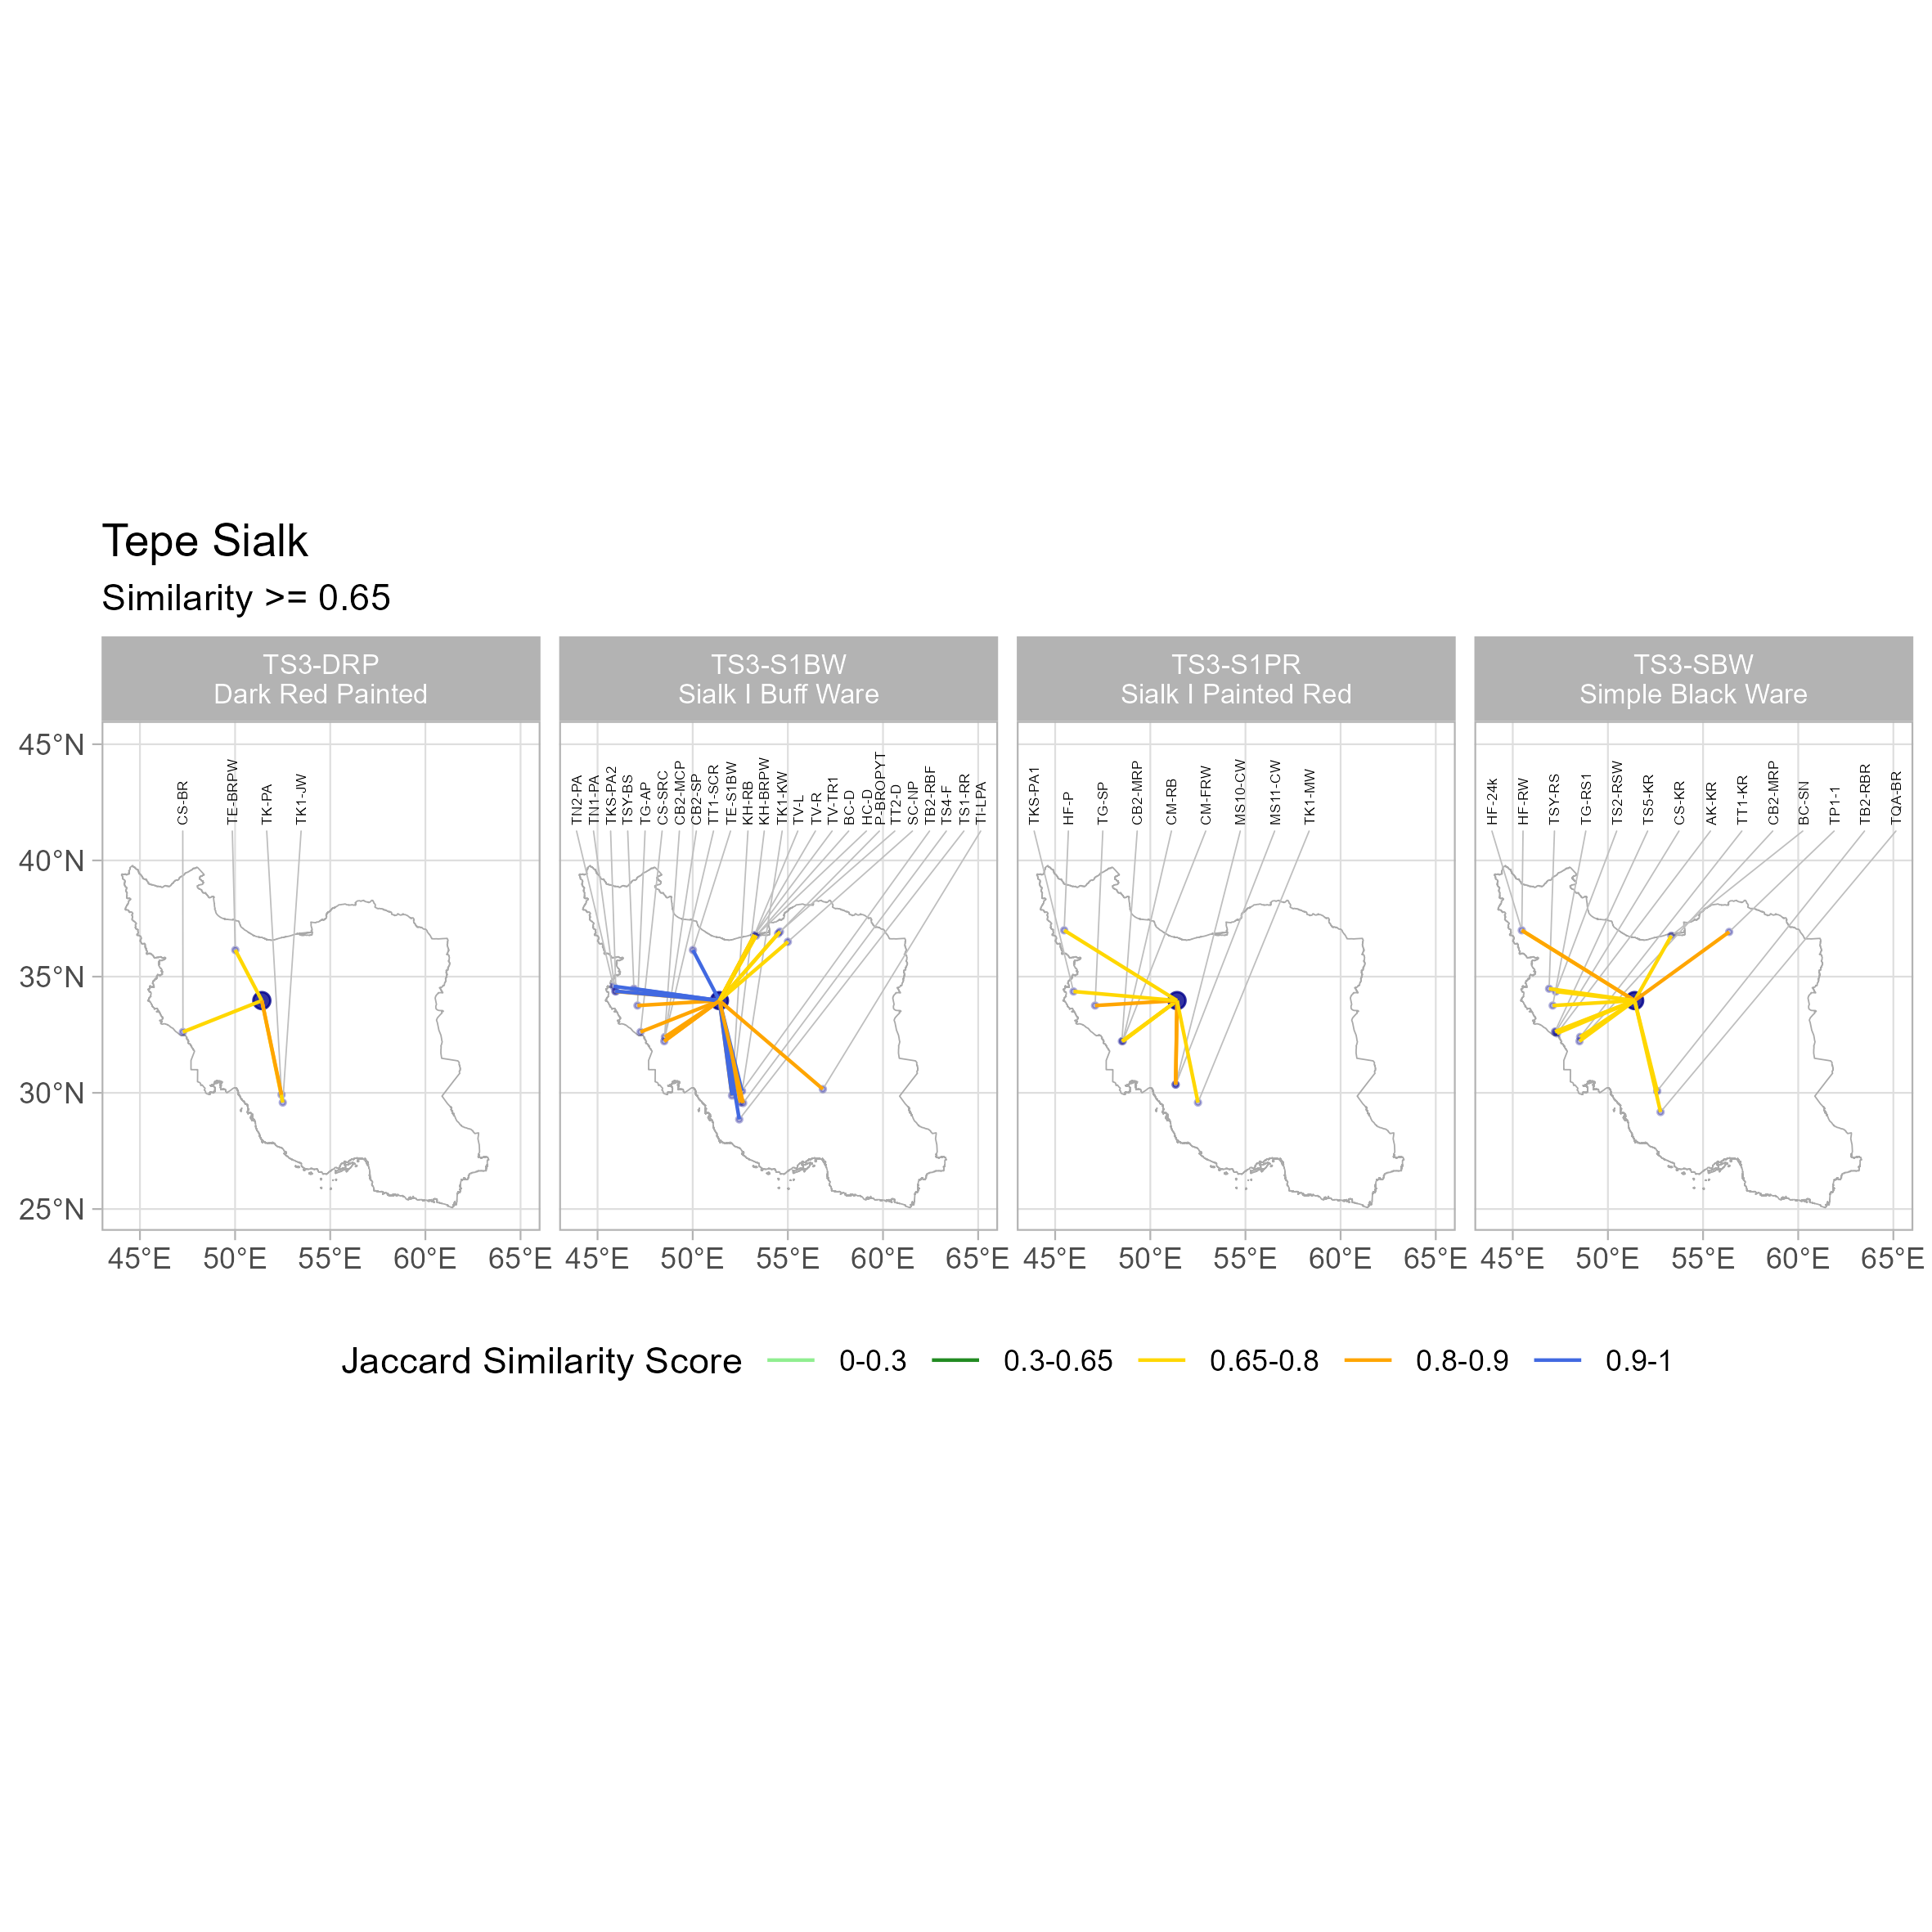 Tepe Sialk
Similarity >= 0.65
TS3-DRP
Dark Red Painted
TS3-S1BW
Sialk I Buff Ware
TS3-S1PR
Sialk I Painted Red
TS3-SBW
Simple Black Ware
45°N
40°N
35°N
30°N
25°N
CS-BR
TE-BRPW
TK-PA
TK1-JW
TN2-PA
TN1-PA
TKS-PA2
TSY-BS
TG-AP
CS-SRC
CB2-MCP
CB2-SP
TT1-SCR
TE-S1BW
KH-RB
KH-BRPW
TK1-KW
TV-L
TV-R
TV-TR1
BC-D
HC-D
P-BROPYT
TT2-D
SC-NP
TB2-RBF
TS4-F
TS1-RR
TI-LPA
TKS-PA1
HF-P
TG-SP
CB2-MRP
CM-RB
CM-FRW
MS10-CW
MS11-CW
TK1-MW
HF-24k
HF-RW
TSY-RS
TG-RS1
TS2-RSW
TS5-KR
CS-KR
AK-KR
TT1-KR
CB2-MRP
BC-SN
TP1-1
TB2-RBR
TQA-BR
45°E 50°E 55°E 60°E 65°E
45°E 50°E 55°E 60°E 65°E
45°E 50°E 55°E 60°E 65°E
45°E 50°E 55°E 60°E 65°E
Jaccard Similarity Score 0-0.3 0.3-0.65 0.65-0.8 0.8-0.9 0.9-1